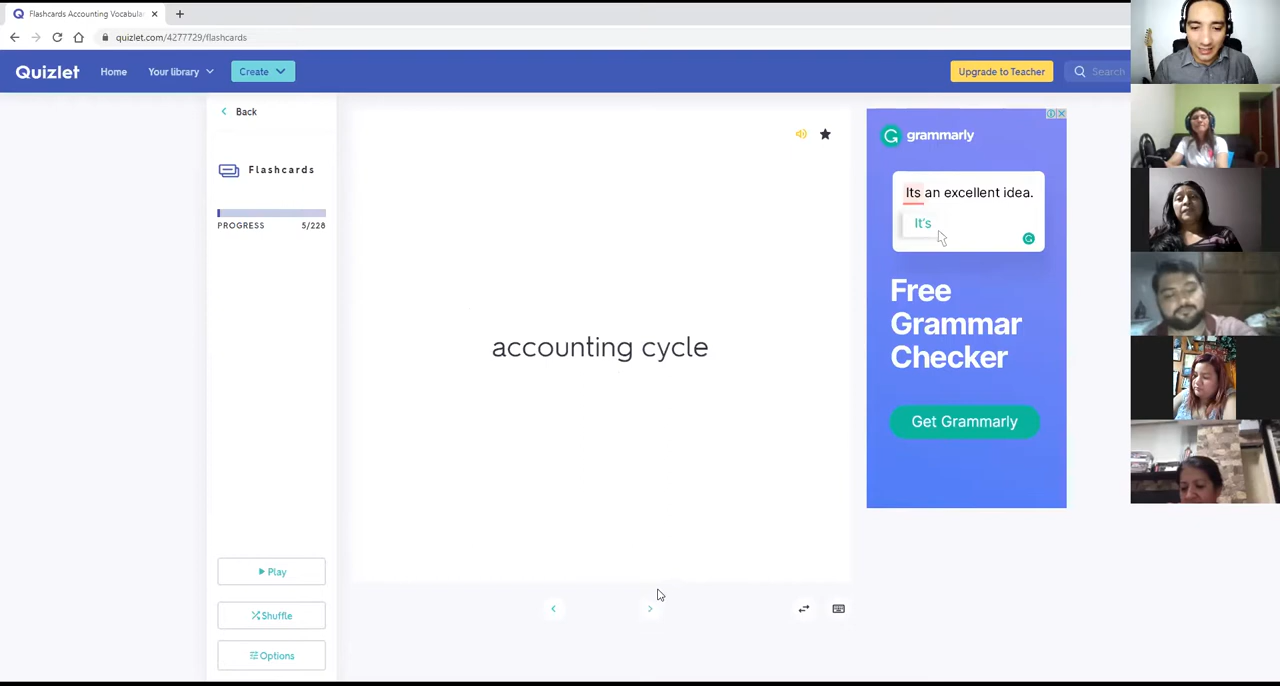 Flashcards Accounting Vocabula
quizlet.com/4277729/flashcards
Quizlet
Home
Your library
Create
Upgrade to Teacher
Search
Back
Flashcards
PROGRESS
5/228
accounting cycle
grammarly
Its an excellent idea.
It's
Free
Grammar
Checker
Get Grammarly
Play
Shuffle
Options